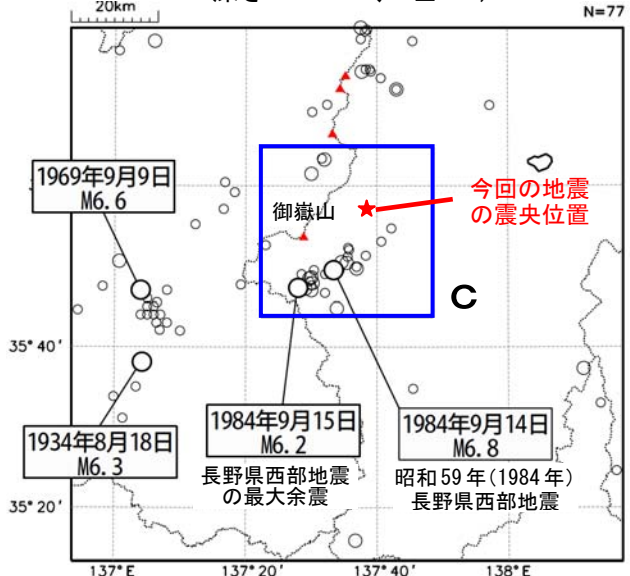 20km
N=77
1969年9月9日
M6.6
御嶽山
今回の地震
の震央位置
C
35°40′
1934年8月18日
M6.3
1984年9月15日
M6.2
長野県西部地震
の最大余震
1984年9月14日
M6.8
昭和59年(1984年)
長野県西部地震
35°20′
137°E
137°20′
137°40′
138°E